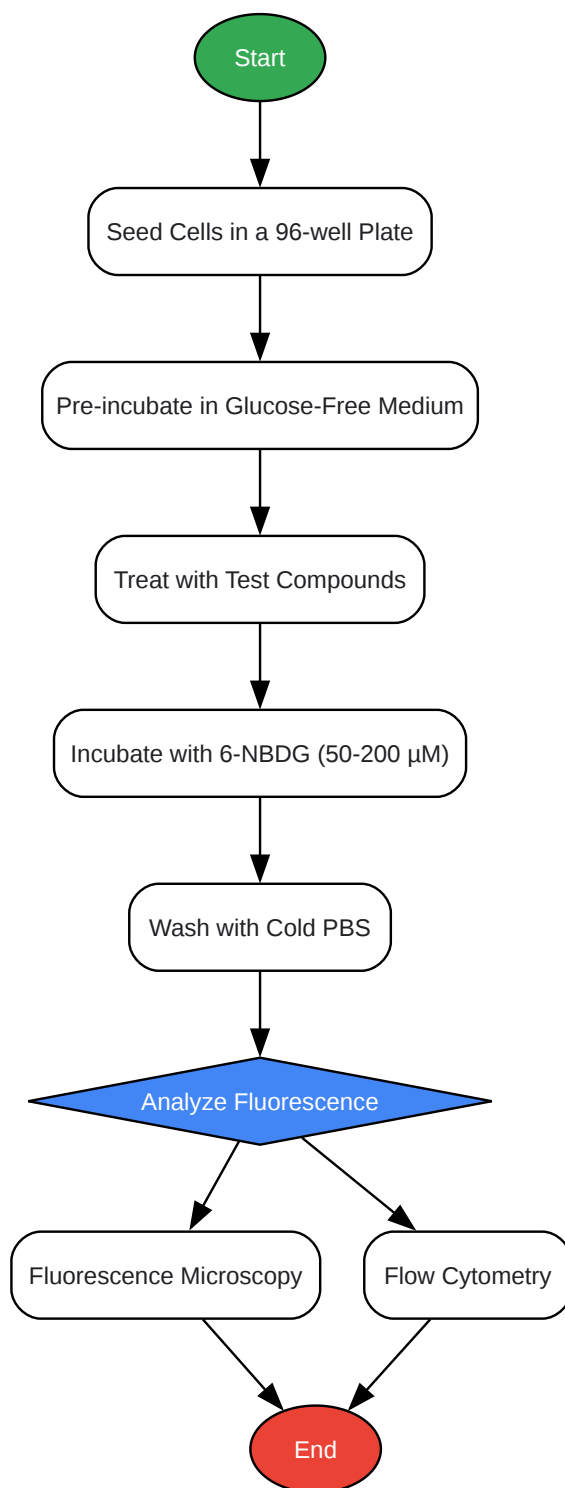 Start
Seed Cells in a 96-well Plate
Pre-incubate in Glucose-Free Medium
Treat with Test Compounds
Incubate with 6-NBDG (50-200 µM)
Wash with Cold PBS
Analyze Fluorescence
Fluorescence Microscopy
Flow Cytometry
End